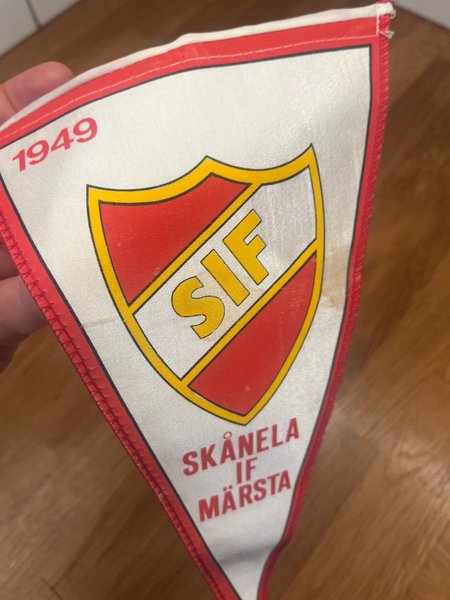 1949
SIF
SKÅNELA
IF
MÄRSTA